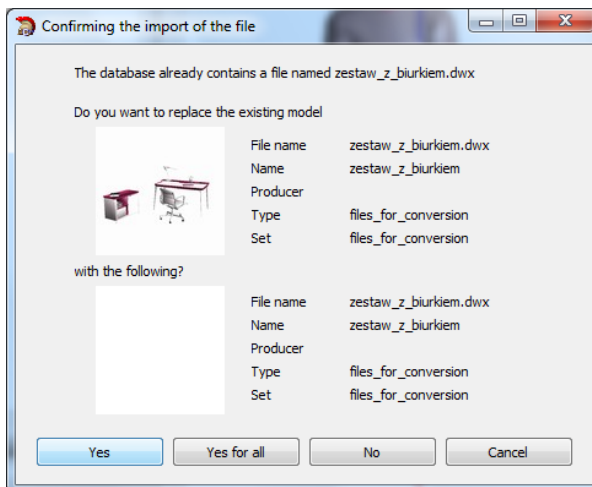 Confirming the import of the file
The database already contains a file named zestaw_z_biurkiem.dwx
Do you want to replace the existing model
File name zestaw_z_biurkiem.dwx
Name zestaw_z_biurkiem
Producer
Type files_for_conversion
Set files_for_conversion
with the following?
File name zestaw_z_biurkiem.dwx
Name zestaw_z_biurkiem
Producer
Type files_for_conversion
Set files_for_conversion
Yes Yes for all No Cancel